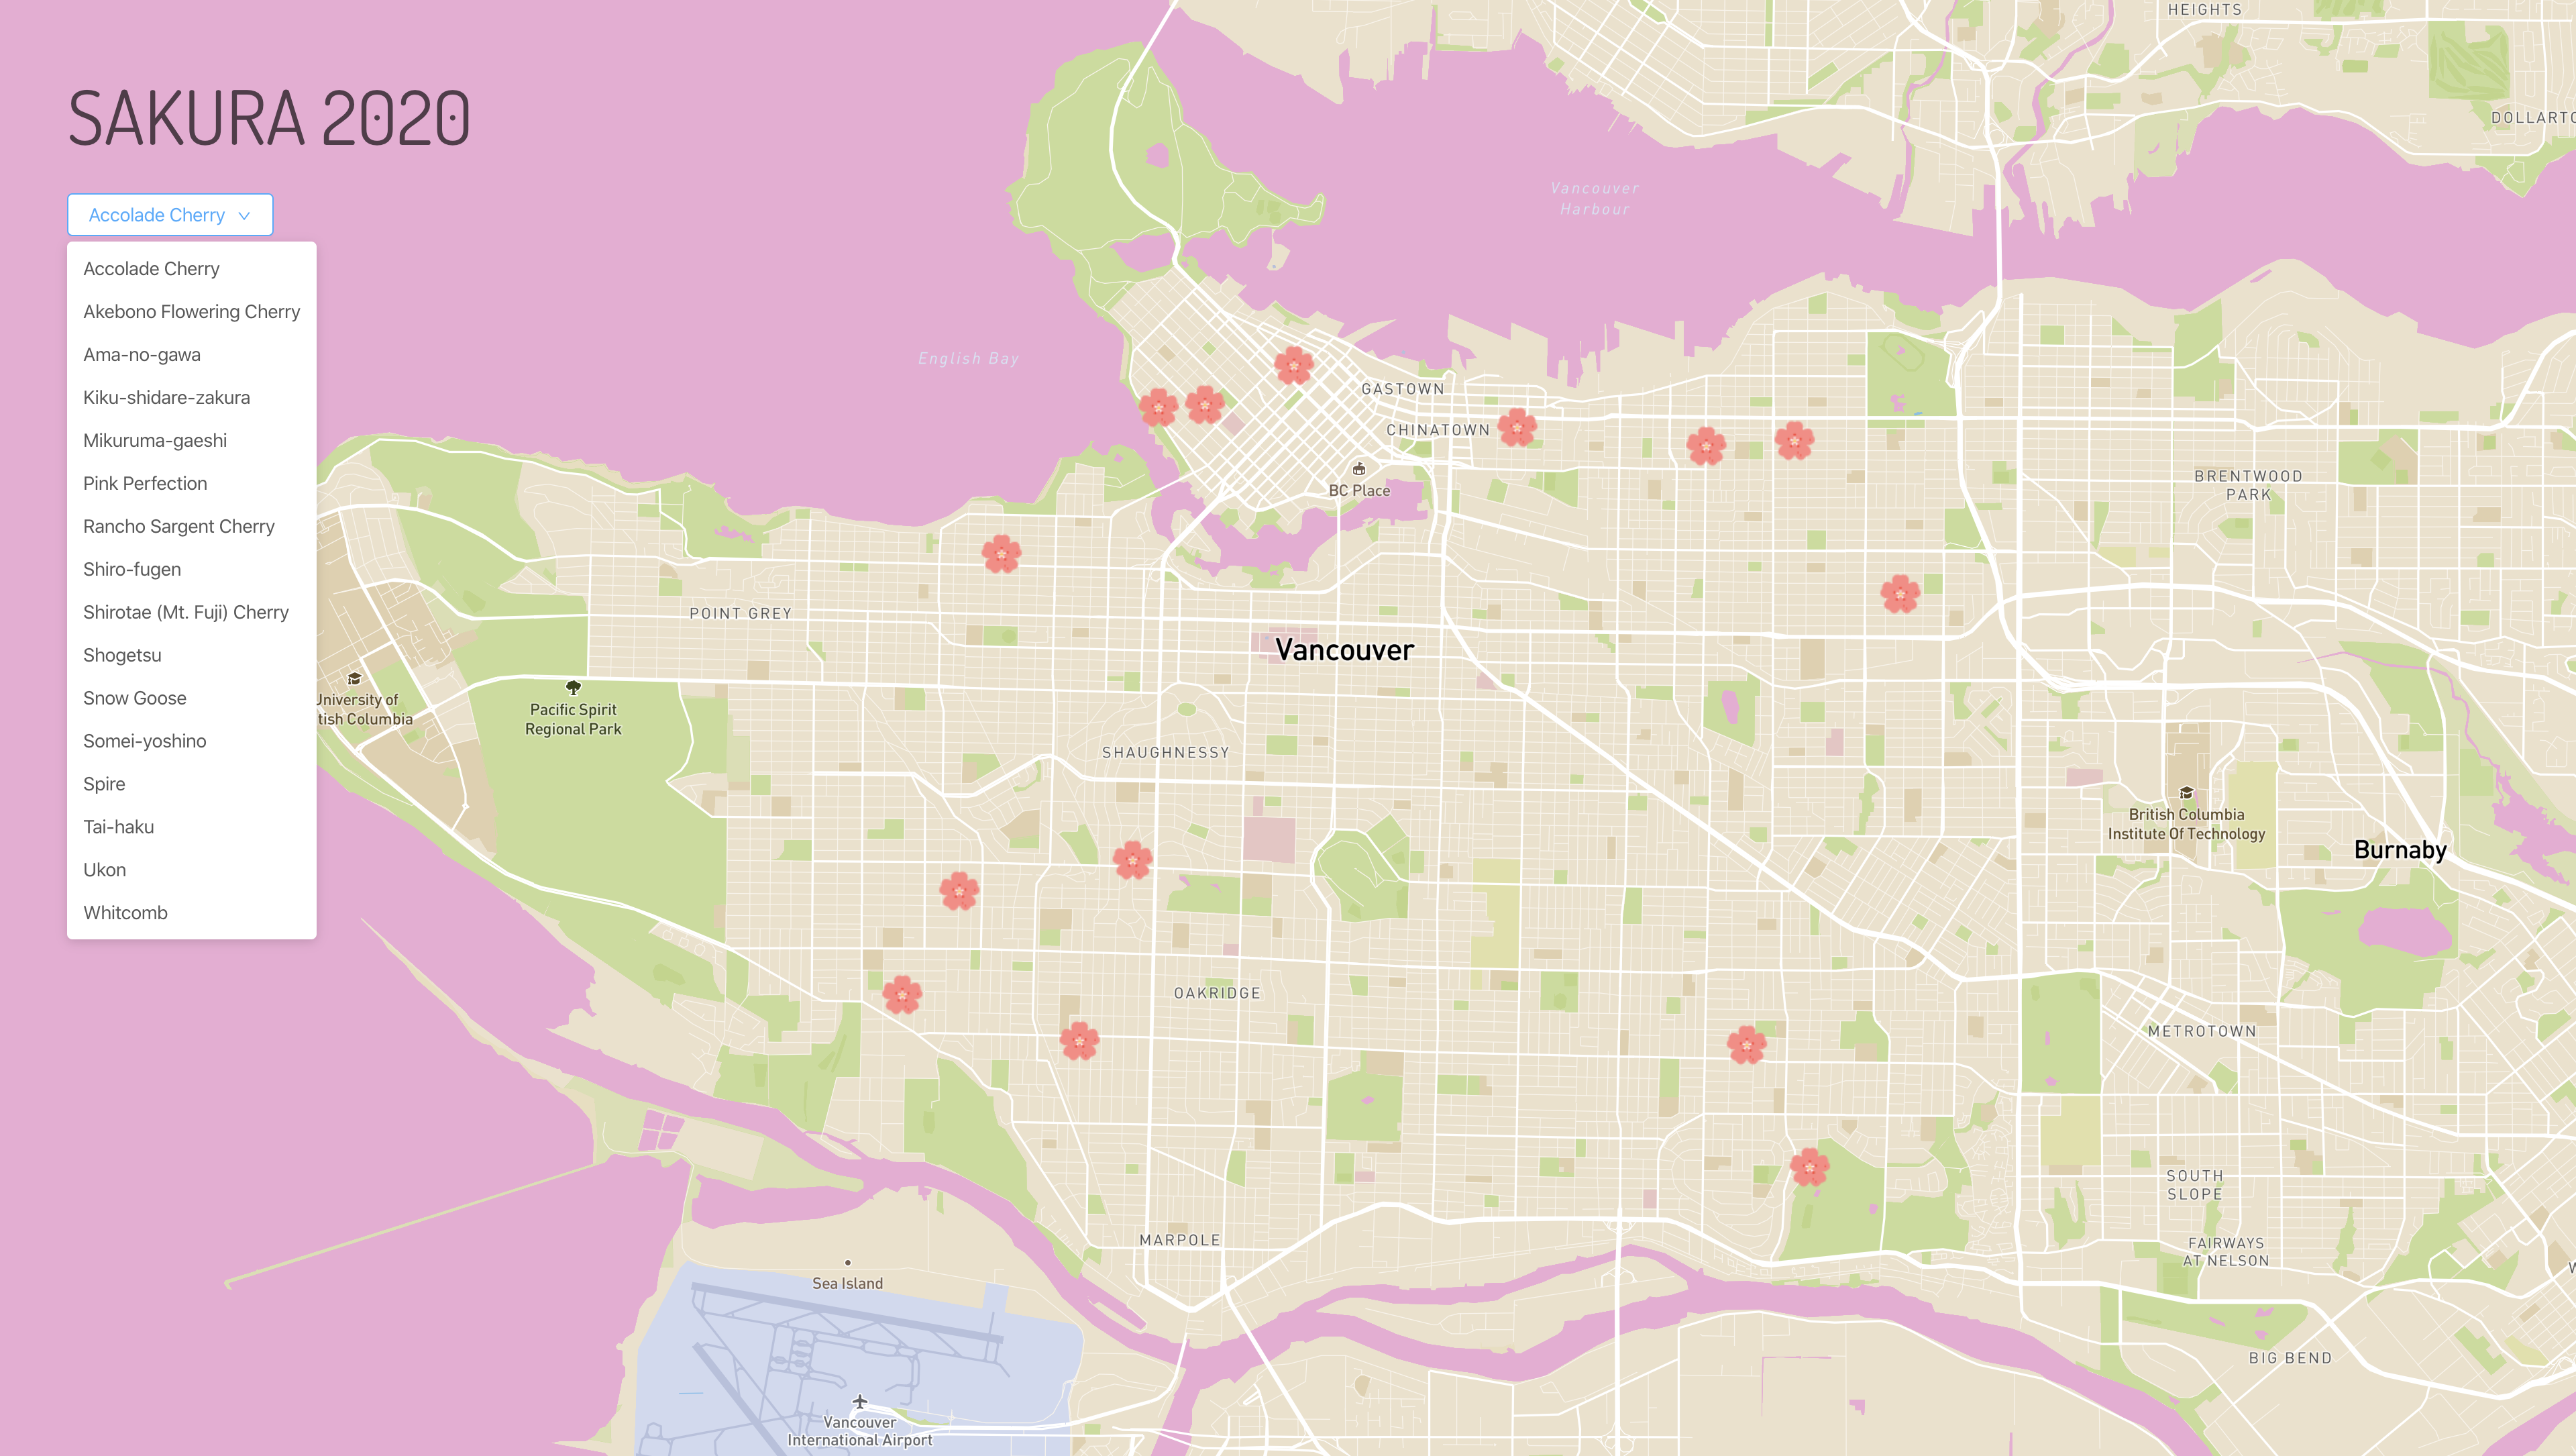 SAKURA 2020
Accolade Cherry
Accolade Cherry
Akebono Flowering Cherry
Ama-no-gawa
Kiku-shidare-zakura
Mikuruma-gaeshi
Pink Perfection
Rancho Sargent Cherry
Shiro-fugen
Shirotae (Mt. Fuji) Cherry
Shogetsu
Snow Goose
Somei-yoshino
Spire
Tai-haku
Ukon
Whitcomb
HEIGHTS
DOLLARTO
Vancouver
Harbour
English Bay
GASTOWN
CHINATOWN
BC Place
BRENTWOOD
PARK
POINT GREY
Vancouver
University of
tish Columbia
Pacific Spirit
Regional Park
SHAUGHNESSY
British Columbia
Institute Of Technology
Burnaby
OAKRIDGE
METROTOWN
SOUTH
SLOPE
MARPOLE
FAIRWAYS
AT NELSON
W
Sea Island
BIG BEND
Vancouver
International Airport